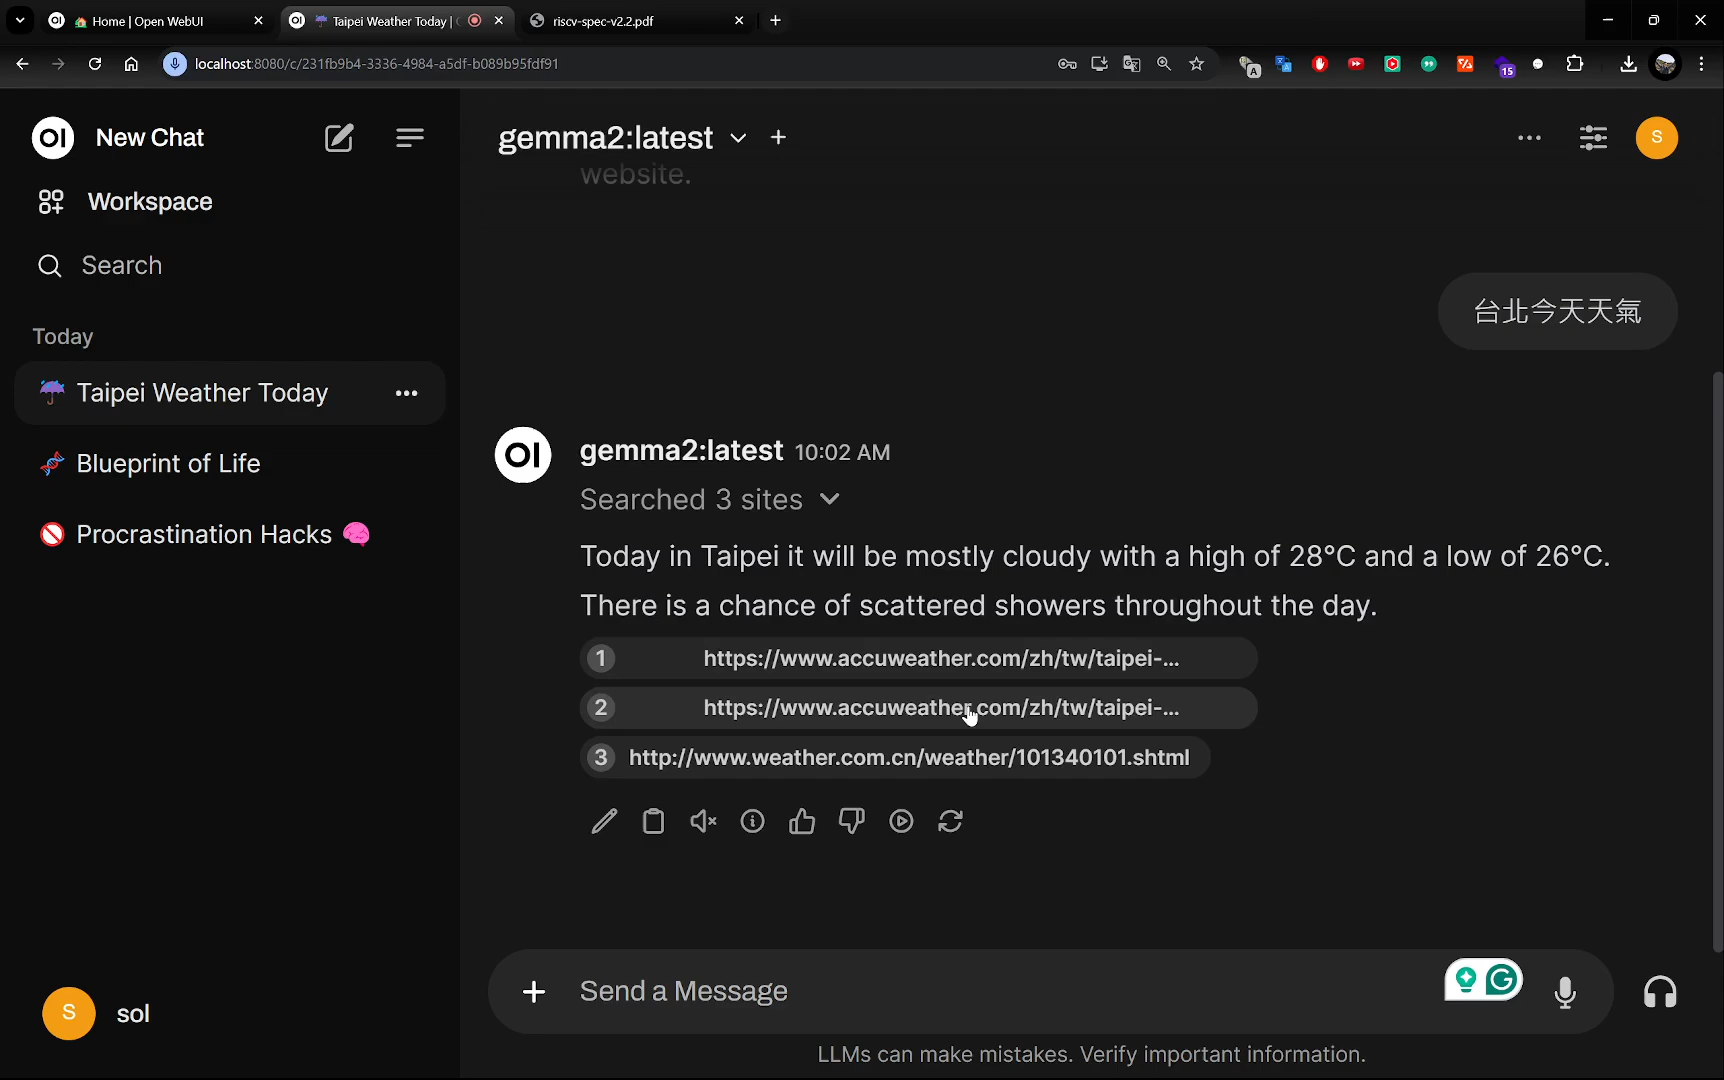 Home | Open WebUI
Taipei Weather Today |
riscv-spec-v2.2.pdf
localhost:8080/c/231fb9b4-3336-4984-a5df-b089b95fdf91
A
15
OI
New Chat
Workspace
Search
Today
Taipei Weather Today
Blueprint of Life
Procrastination Hacks
S
sol
gemma2:latest
S
website.
台北今天天氣
OI
gemma2:latest 10:02 AM
Searched 3 sites
Today in Taipei it will be mostly cloudy with a high of 28°C and a low of 26°C.
There is a chance of scattered showers throughout the day.
1 https://www.accuweather.com/zh/tw/taipei-...
2 https://www.accuweather.com/zh/tw/taipei-...
3 http://www.weather.com.cn/weather/101340101.shtml
Send a Message
LLMs can make mistakes. Verify important information.